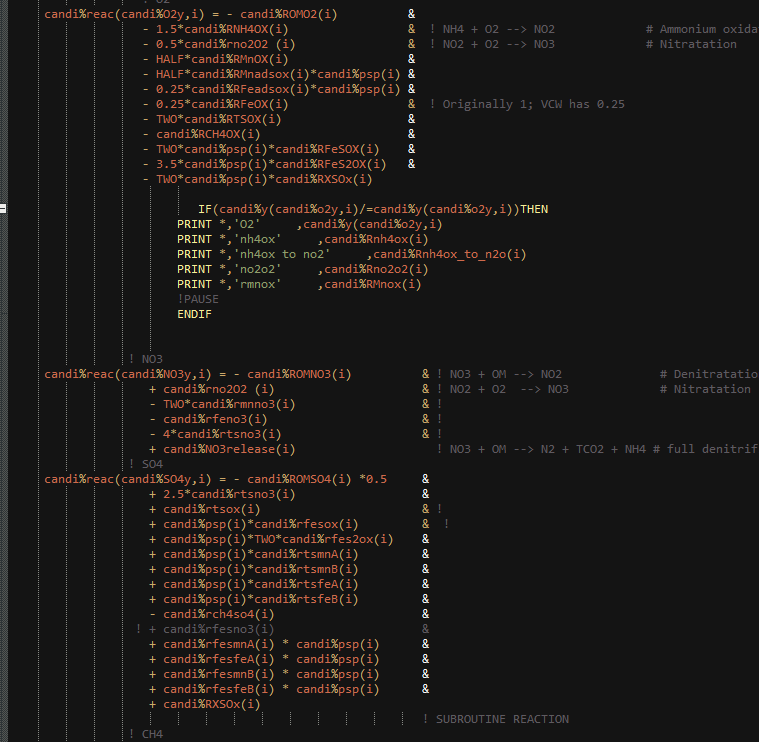 ! O2
candi%reac(candi%O2y,i) = - candi%ROMO2(i) &
- 1.5*candi%RNH4OX(i) & ! NH4 + O2 --> NO2 # Ammonium oxida
- 0.5*candi%rno2O2 (i) & ! NO2 + O2 --> NO3 # Nitratation
- HALF*candi%RMnOX(i) &
- HALF*candi%RMnadsox(i)*candi%psp(i) &
- 0.25*candi%RFeadsox(i)*candi%psp(i) &
- 0.25*candi%RFeOX(i) & ! Originally 1; VCW has 0.25
- TWO*candi%RTSOX(i) &
- candi%RCH4OX(i) &
- TWO*candi%psp(i)*candi%RFeSOX(i) &
- 3.5*candi%psp(i)*candi%RFeS2OX(i) &
- TWO*candi%psp(i)*candi%RXSOx(i)
IF(candi%y(candi%o2y,i)/=candi%y(candi%o2y,i))THEN
PRINT *,'O2' ,candi%y(candi%o2y,i)
PRINT *,'nh4ox' ,candi%Rnh4ox(i)
PRINT *,'nh4ox to no2' ,candi%Rnh4ox_to_n2o(i)
PRINT *,'no2o2' ,candi%Rno2o2(i)
PRINT *,'rmnox' ,candi%RMnox(i)
!PAUSE
ENDIF
! NO3
candi%reac(candi%NO3y,i) = - candi%ROMNO3(i) & ! NO3 + OM --> NO2 # Denitratatio
+ candi%rno2O2 (i) & ! NO2 + O2 --> NO3 # Nitratation
- TWO*candi%rmnno3(i) & !
- candi%rfeno3(i) & !
- 4*candi%rtsno3(i) & !
+ candi%NO3release(i) ! NO3 + OM --> N2 + TCO2 + NH4 # full denitrif
! SO4
candi%reac(candi%SO4y,i) = - candi%ROMSO4(i) *0.5 &
+ 2.5*candi%rtsno3(i) &
+ candi%rtsox(i) & !
+ candi%psp(i)*candi%rfesox(i) & !
+ candi%psp(i)*TWO*candi%rfes2ox(i) &
+ candi%psp(i)*candi%rtsmnA(i) &
+ candi%psp(i)*candi%rtsmnB(i) &
+ candi%psp(i)*candi%rtsfeA(i) &
+ candi%psp(i)*candi%rtsfeB(i) &
- candi%rch4so4(i) &
! + candi%rfesno3(i) &
+ candi%rfesmnA(i) * candi%psp(i) &
+ candi%rfesfeA(i) * candi%psp(i) &
+ candi%rfesmnB(i) * candi%psp(i) &
+ candi%rfesfeB(i) * candi%psp(i) &
+ candi%RXSOx(i)
! SUBROUTINE REACTION
! CH4